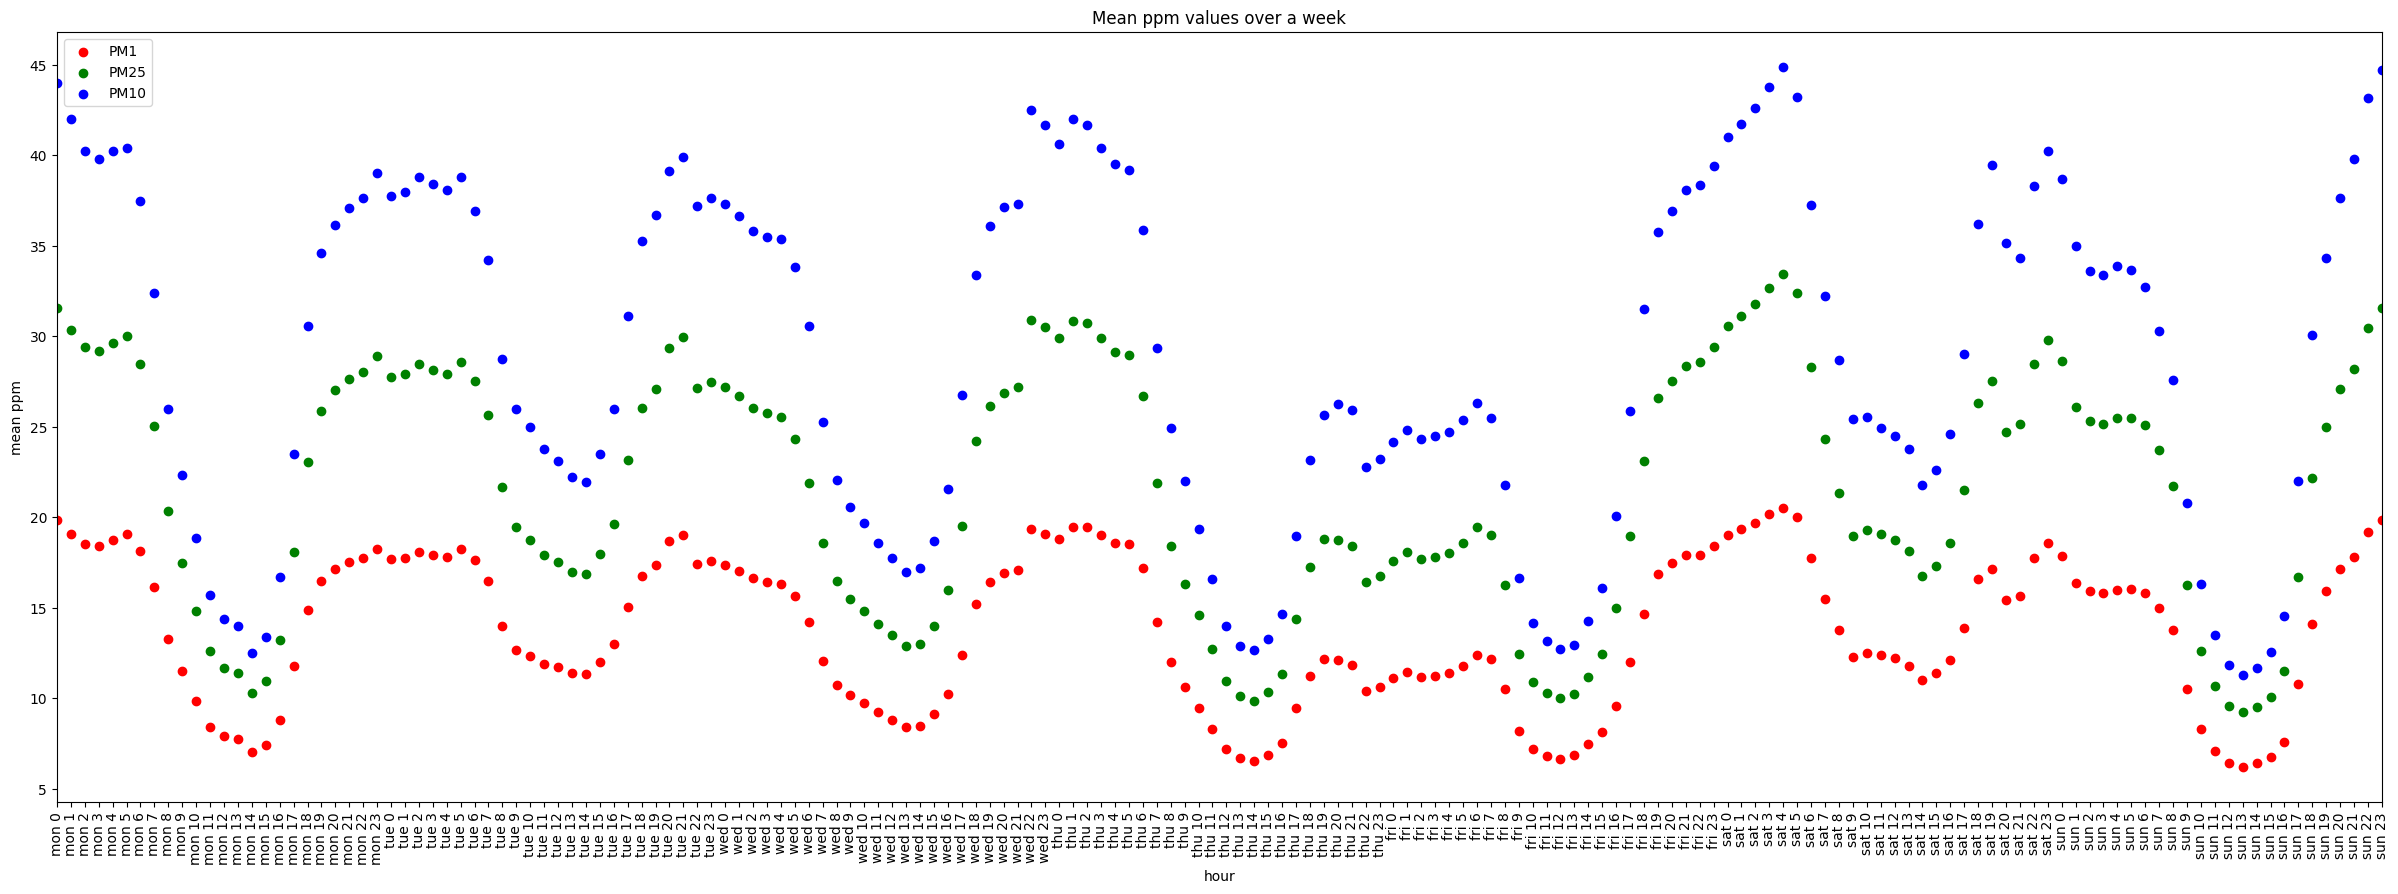 Mean ppm values over a week
PM1
PM25
PM10
mean ppm
45
40
35
30
25
20
15
10
5
mon 0
mon 1
mon 2
mon 3
mon 4
mon 5
mon 6
mon 7
mon 8
mon 9
mon 10
mon 11
mon 12
mon 13
mon 14
mon 15
mon 16
mon 17
mon 18
mon 19
mon 20
mon 21
mon 22
mon 23
tue 0
tue 1
tue 2
tue 3
tue 4
tue 5
tue 6
tue 7
tue 8
tue 9
tue 10
tue 11
tue 12
tue 13
tue 14
tue 15
tue 16
tue 17
tue 18
tue 19
tue 20
tue 21
tue 22
tue 23
wed 0
wed 1
wed 2
wed 3
wed 4
wed 5
wed 6
wed 7
wed 8
wed 9
wed 10
wed 11
wed 12
wed 13
wed 14
wed 15
wed 16
wed 17
wed 18
wed 19
wed 20
wed 21
wed 22
wed 23
thu 0
thu 1
thu 2
thu 3
thu 4
thu 5
thu 6
thu 7
thu 8
thu 9
thu 10
thu 11
thu 12
thu 13
thu 14
thu 15
thu 16
thu 17
thu 18
thu 19
thu 20
thu 21
thu 22
thu 23
fri 0
fri 1
fri 2
fri 3
fri 4
fri 5
fri 6
fri 7
fri 8
fri 9
fri 10
fri 11
fri 12
fri 13
fri 14
fri 15
fri 16
fri 17
fri 18
fri 19
fri 20
fri 21
fri 22
fri 23
sat 0
sat 1
sat 2
sat 3
sat 4
sat 5
sat 6
sat 7
sat 8
sat 9
sat 10
sat 11
sat 12
sat 13
sat 14
sat 15
sat 16
sat 17
sat 18
sat 19
sat 20
sat 21
sat 22
sat 23
sun 0
sun 1
sun 2
sun 3
sun 4
sun 5
sun 6
sun 7
sun 8
sun 9
sun 10
sun 11
sun 12
sun 13
sun 14
sun 15
sun 16
sun 17
sun 18
sun 19
sun 20
sun 21
sun 22
sun 23
hour